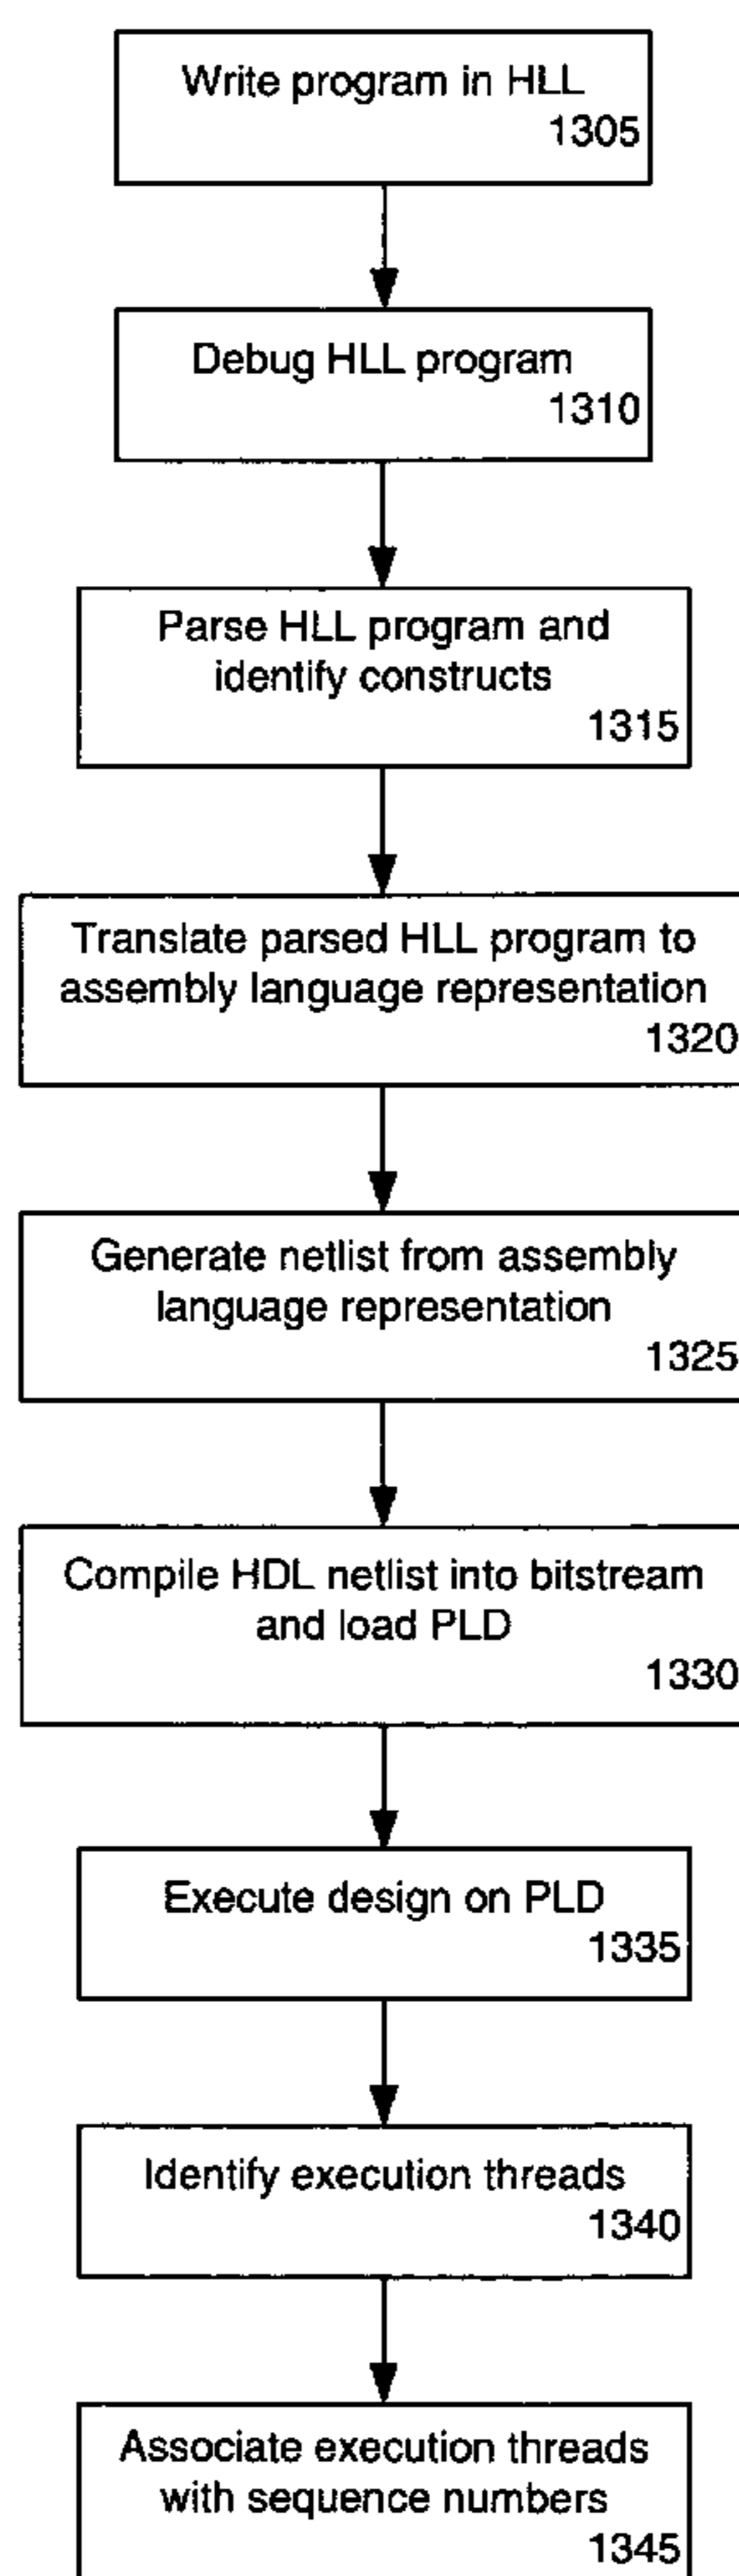 Write program in HLL
1305
Debug HLL program
1310
Parse HLL program and
identify constructs
1315
Translate parsed HLL program to
assembly language representation
1320
Generate netlist from assembly
language representation
1325
Compile HDL netlist into bitstream
and load PLD
1330
Execute design on PLD
1335
Identify execution threads
1340
Associate execution threads
with sequence numbers
1345